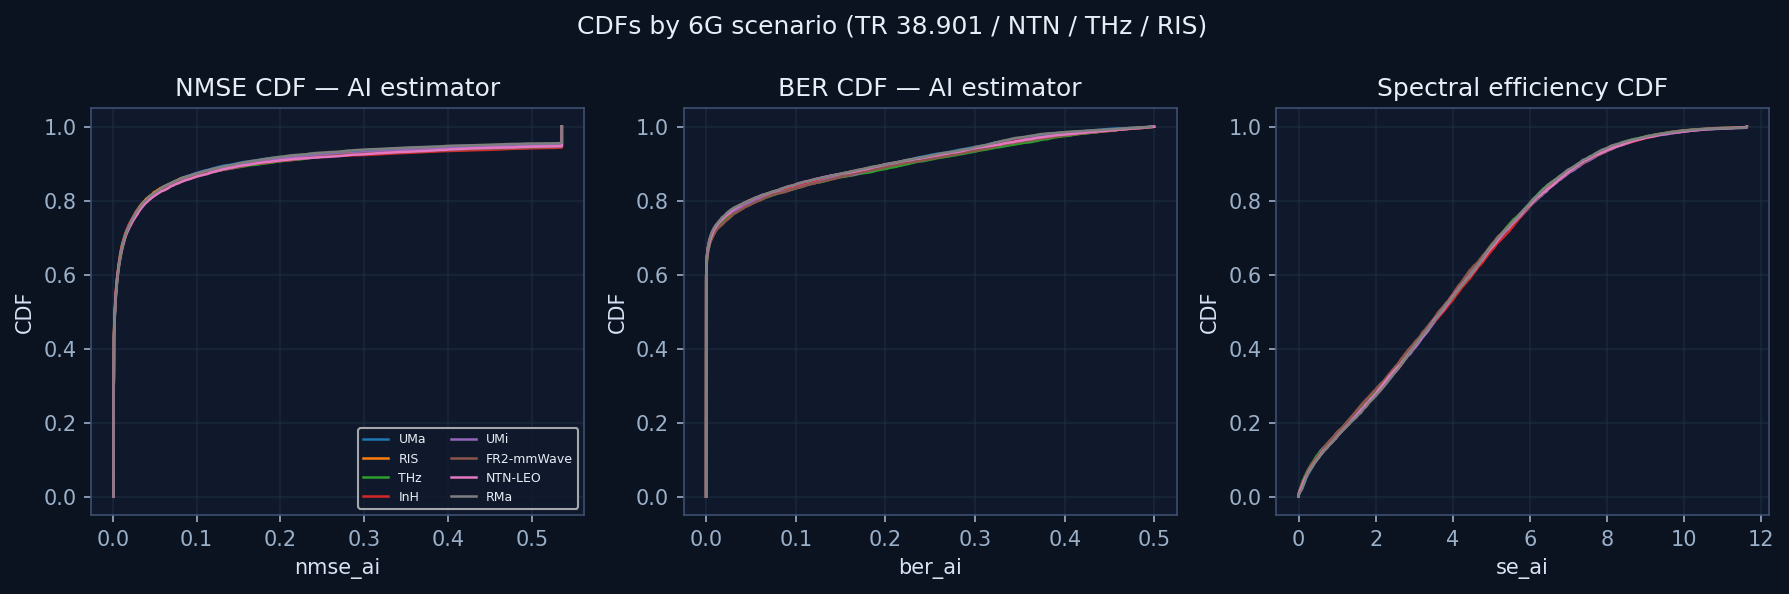 CDFs by 6G scenario (TR 38.901 / NTN / THz / RIS)
NMSE CDF — AI estimator
CDF
1.0
0.8
0.6
0.4
0.2
0.0
0.0 0.1 0.2 0.3 0.4 0.5
nmse_ai
UMa UMi
RIS FR2-mmWave
THz NTN-LEO
InH RMa
BER CDF — AI estimator
CDF
1.0
0.8
0.6
0.4
0.2
0.0
0.0 0.1 0.2 0.3 0.4 0.5
ber_ai
Spectral efficiency CDF
CDF
1.0
0.8
0.6
0.4
0.2
0.0
0 2 4 6 8 10 12
se_ai